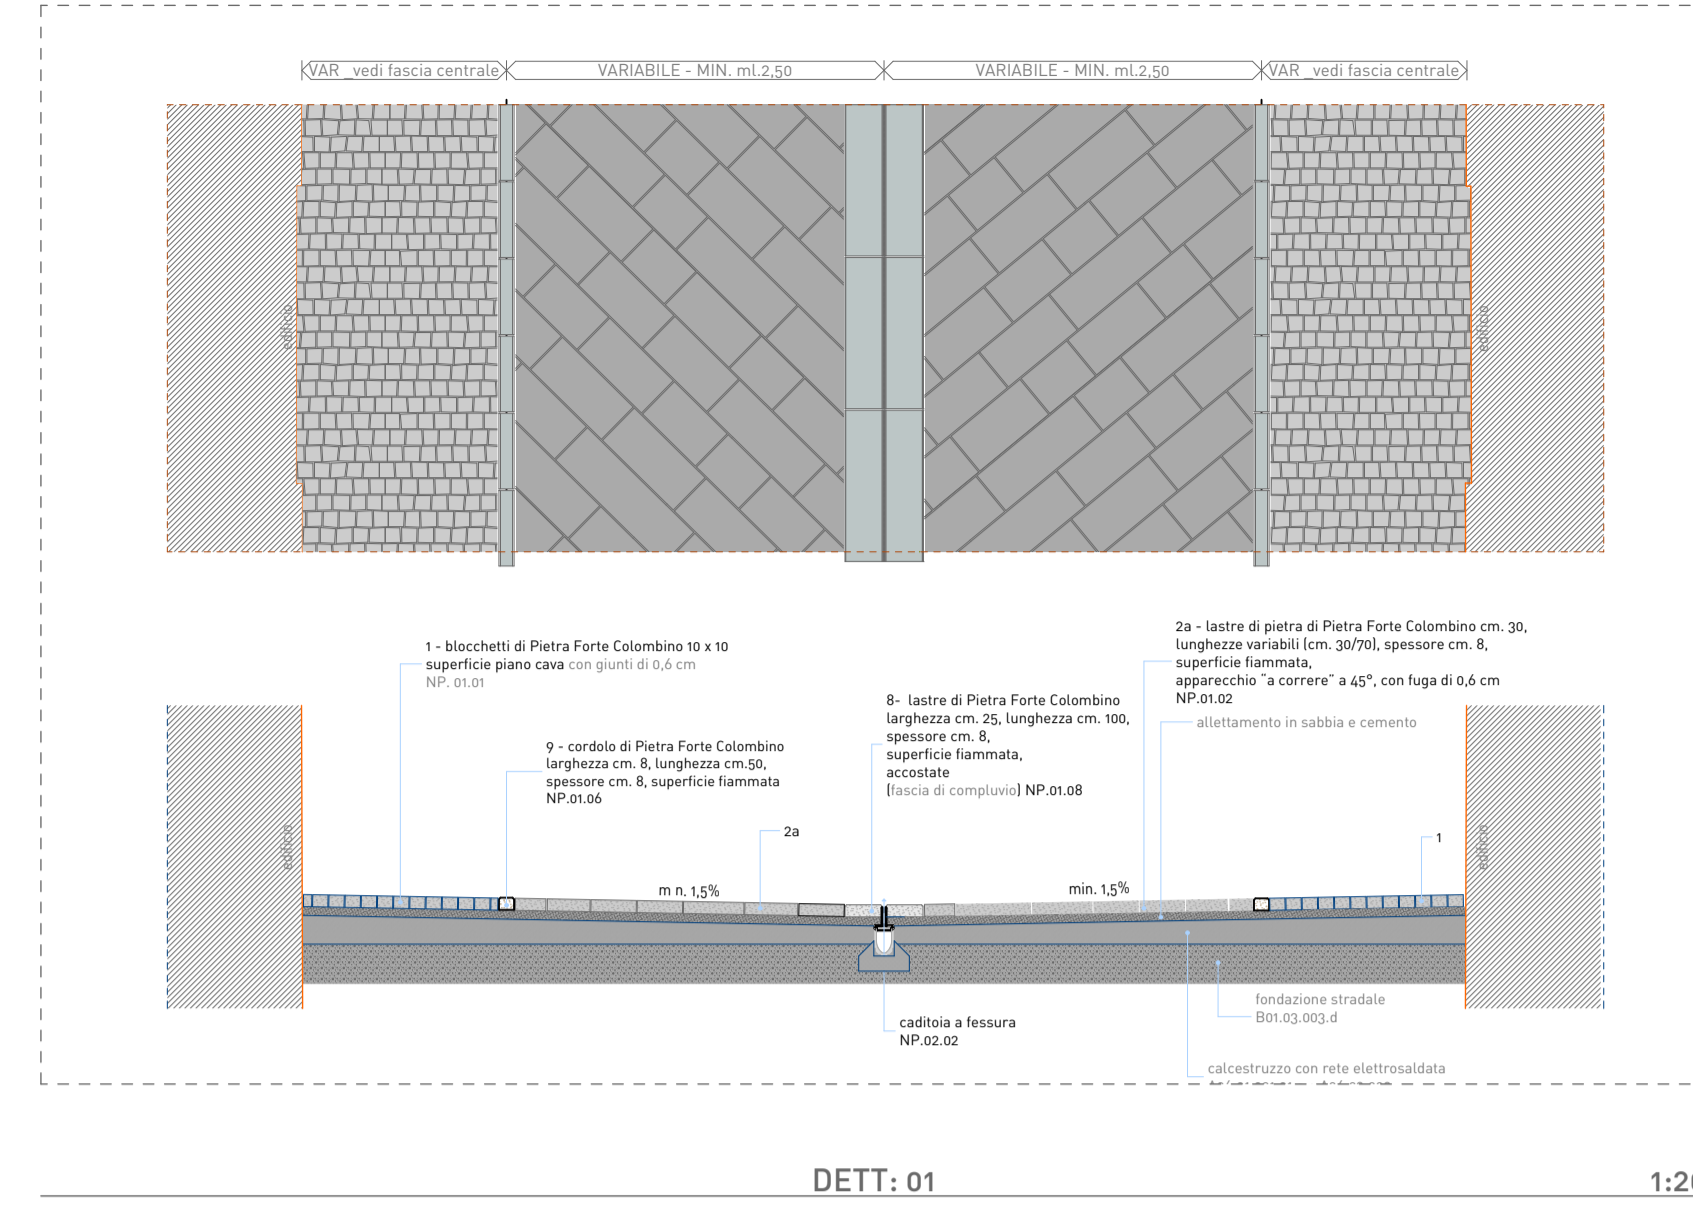 VAR _vedi fascia centrale
VARIABILE - MIN. ml.2,50
VARIABILE - MIN. ml.2,50
VAR _vedi fascia centrale
edificio
edificio
1 - blocchetti di Pietra Forte Colombino 10 x 10
superficie piano cava con giunti di 0,6 cm
NP. 01.01
2a - lastre di pietra di Pietra Forte Colombino cm. 30,
lunghezze variabili (cm. 30/70), spessore cm. 8,
superficie fiammata,
apparecchio "a correre" a 45°, con fuga di 0,6 cm
NP.01.02
allettamento in sabbia e cemento
8- lastre di Pietra Forte Colombino
larghezza cm. 25, lunghezza cm. 100,
spessore cm. 8,
superficie fiammata,
accostate
(fascia di compluvio) NP.01.08
9 - cordolo di Pietra Forte Colombino
larghezza cm. 8, lunghezza cm.50,
spessore cm. 8, superficie fiammata
NP.01.06
2a
1
edificio
edificio
m n. 1,5%
min. 1,5%
caditoia a fessura
NP.02.02
fondazione stradale
B01.03.003.d
calcestruzzo con rete elettrosaldata
DETT: 01